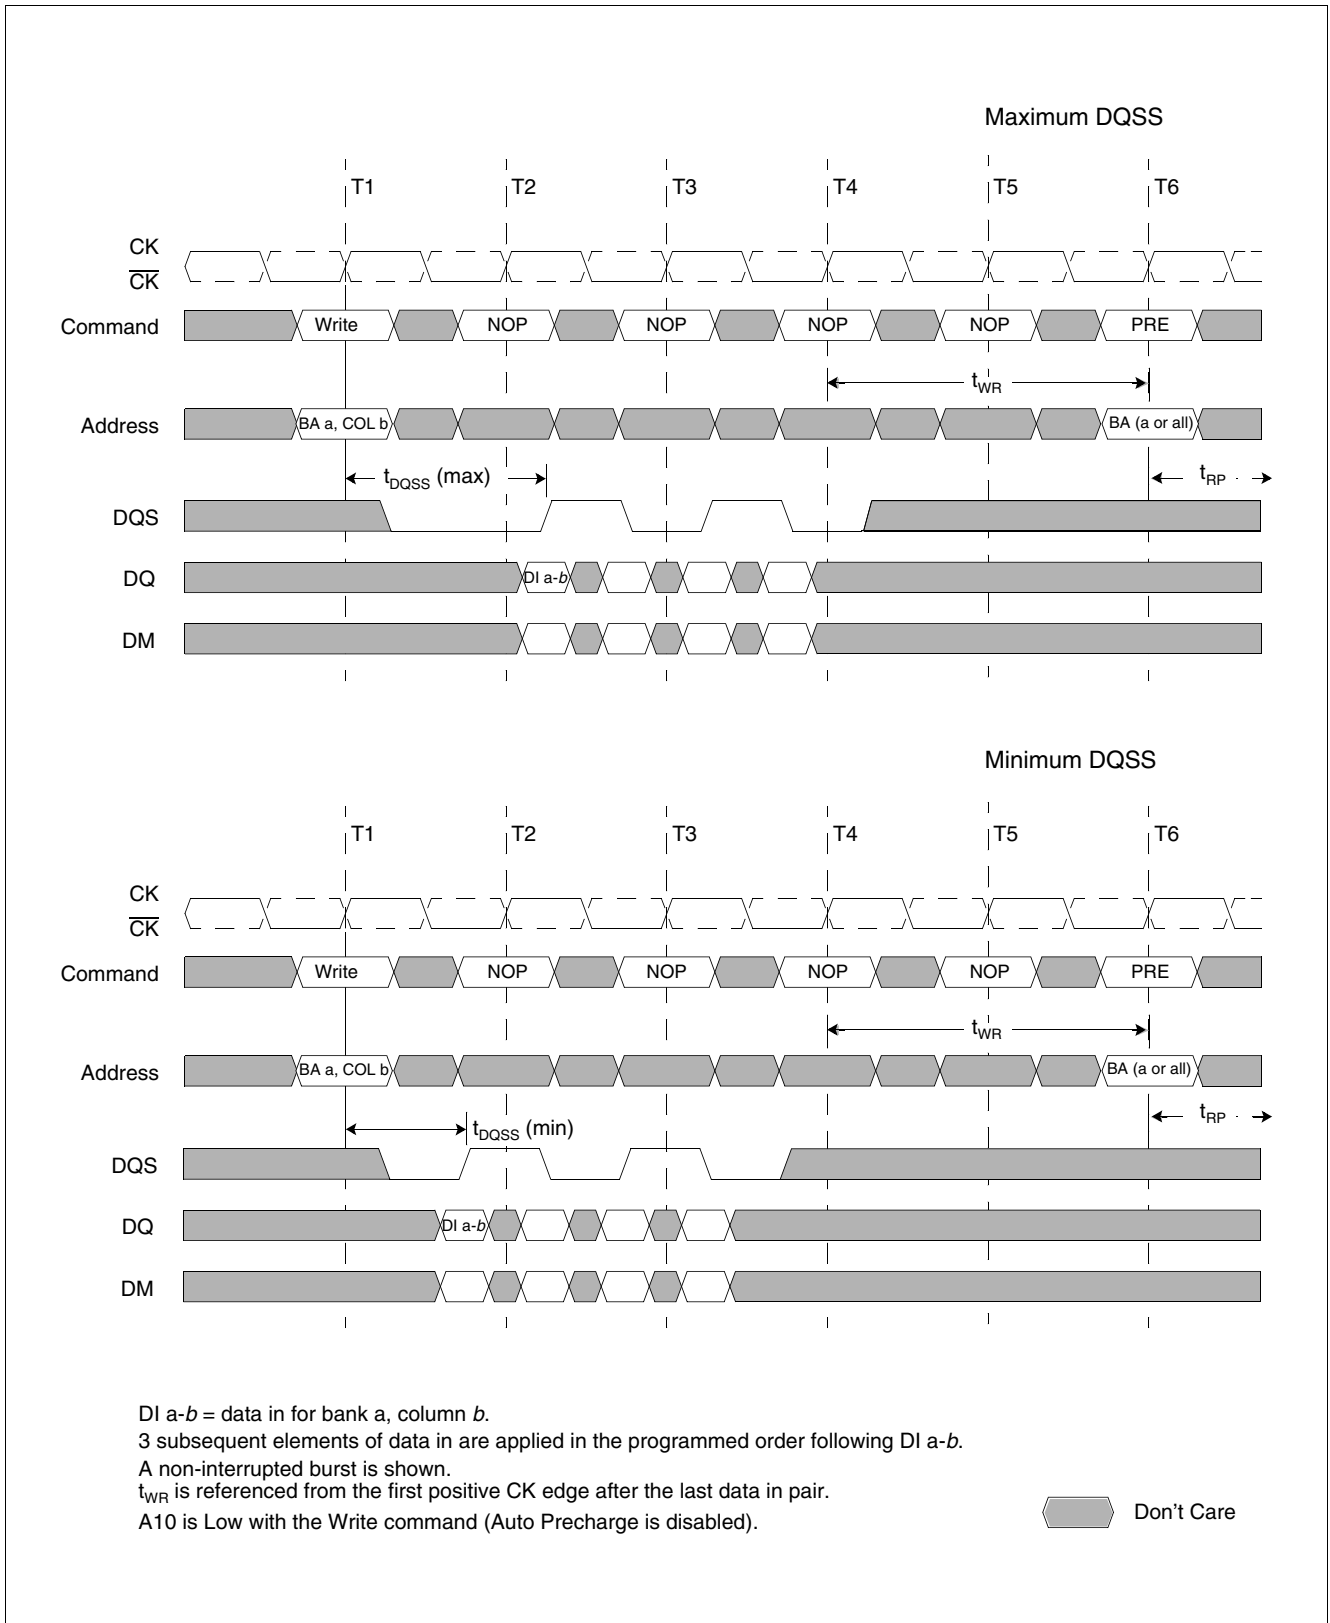 Maximum DQSS
T1 T2 T3 T4 T5 T6
CK
C̅K̅
Command Write NOP NOP NOP NOP PRE
tWR
Address BA a, COL b BA (a or all)
tDQSS (max) tRP
DQS
DQ DI a-b
DM
Minimum DQSS
T1 T2 T3 T4 T5 T6
CK
C̅K̅
Command Write NOP NOP NOP NOP PRE
tWR
Address BA a, COL b BA (a or all)
tDQSS (min) tRP
DQS
DQ DI a-b
DM
DI a-b = data in for bank a, column b.
3 subsequent elements of data in are applied in the programmed order following DI a-b.
A non-interrupted burst is shown.
tWR is referenced from the first positive CK edge after the last data in pair.
A10 is Low with the Write command (Auto Precharge is disabled).
Don't Care